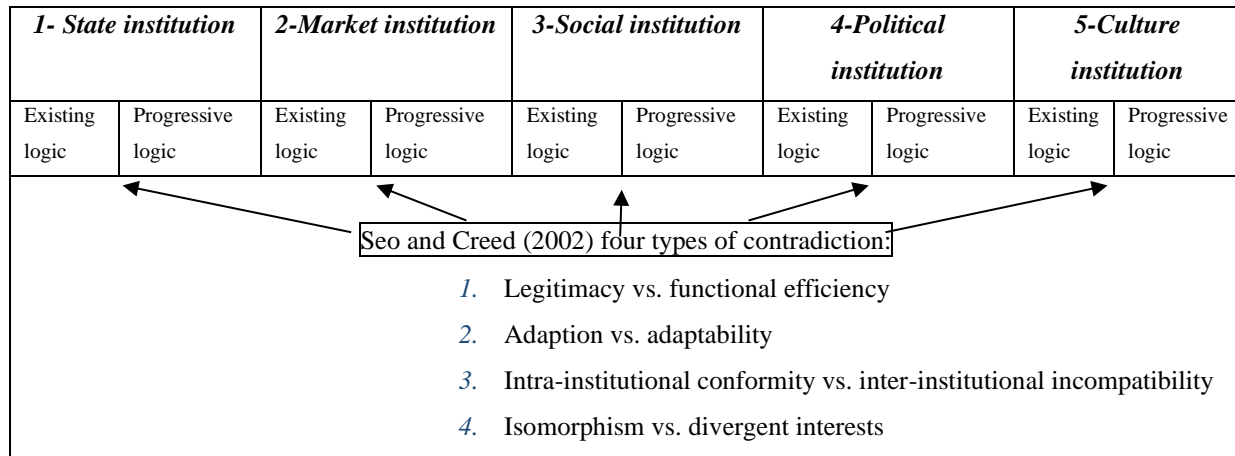 1- State institution
2-Market institution
3-Social institution
4-Political
institution
5-Culture
institution
Existing
logic
Progressive
logic
Existing
logic
Progressive
logic
Existing
logic
Progressive
logic
Existing
logic
Progressive
logic
Existing
logic
Progressive
logic
Seo and Creed (2002) four types of contradiction:
1. Legitimacy vs. functional efficiency
2. Adaption vs. adaptability
3. Intra-institutional conformity vs. inter-institutional incompatibility
4. Isomorphism vs. divergent interests